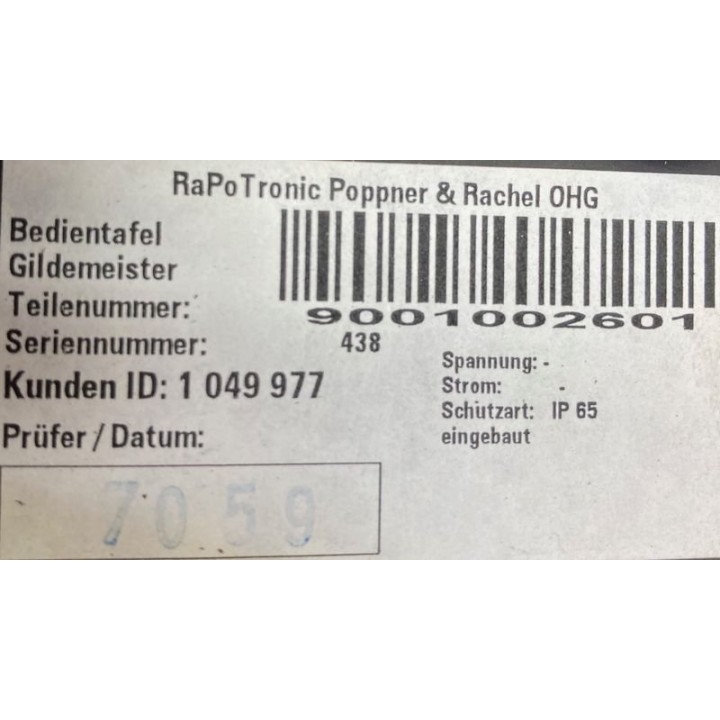 RaPoTronic Poppner & Rachel OHG
Bedientafel
Gildemeister
Teilenummer:
9001002601
Seriennummer: 438
Kunden ID: 1 049 977
Spannung: -
Strom: -
Schutzart: IP 65
eingebaut
Prüfer / Datum:
7059